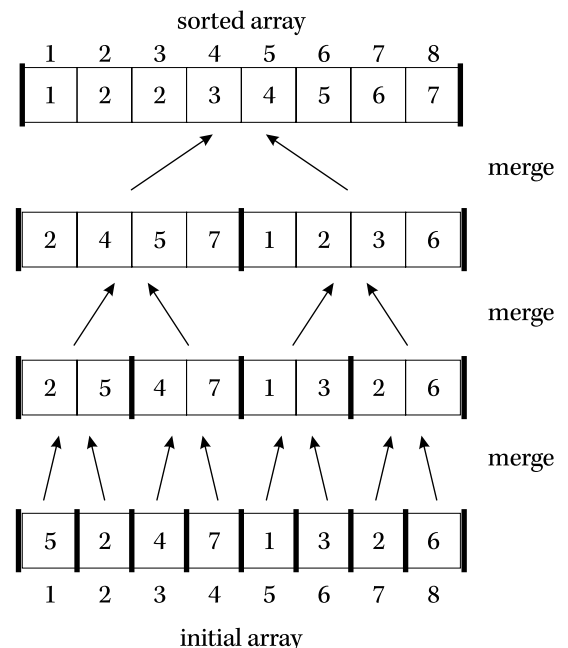 sorted array
1 2 3 4 5 6 7 8
1 2 2 3 4 5 6 7
merge
2 4 5 7 1 2 3 6
merge
2 5 4 7 1 3 2 6
merge
5 2 4 7 1 3 2 6
1 2 3 4 5 6 7 8
initial array